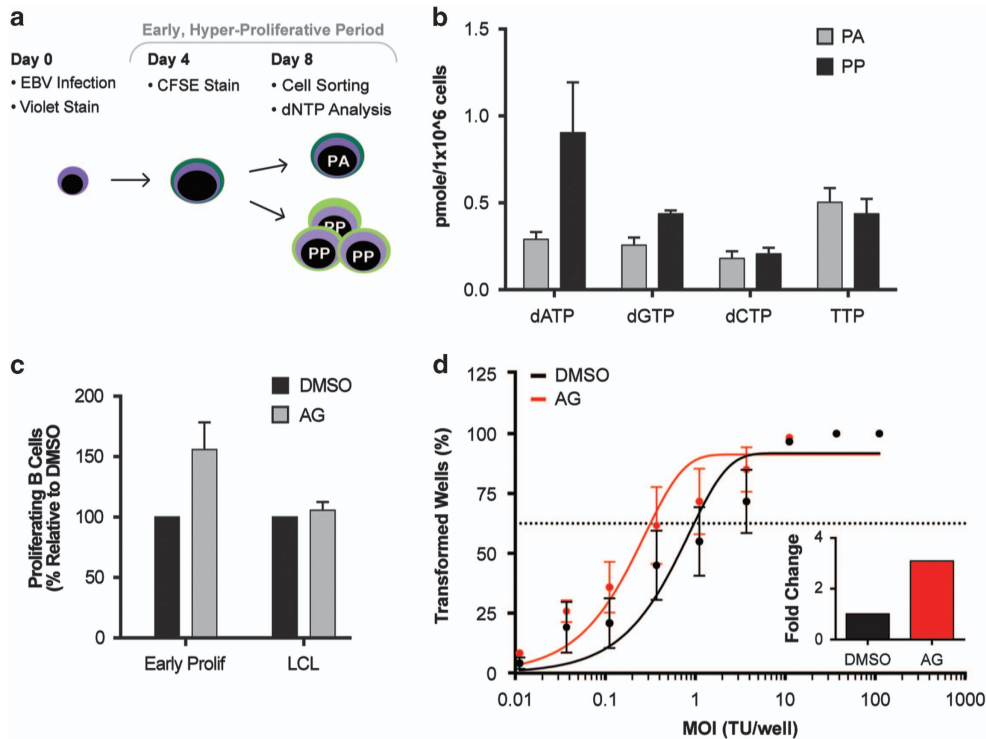 a
Early, Hyper-Proliferative Period
Day 0
• EBV Infection
• Violet Stain
Day 4
• CFSE Stain
Day 8
• Cell Sorting
• dNTP Analysis
PA
PP
PP
PP
b
pmole/1x10^6 cells
1.5
1.0
0.5
0.0
PA
PP
dATP
dGTP
dCTP
TTP
c
Proliferating B Cells
(% Relative to DMSO
200
150
100
50
0
DMSO
AG
Early Prolif
LCL
d
Transformed Wells (%)
125
100
75
50
25
0
DMSO
AG
0.01
0.1
1
10
100
1000
MOI (TU/well)
Fold Change
4
2
0
DMSO
AG